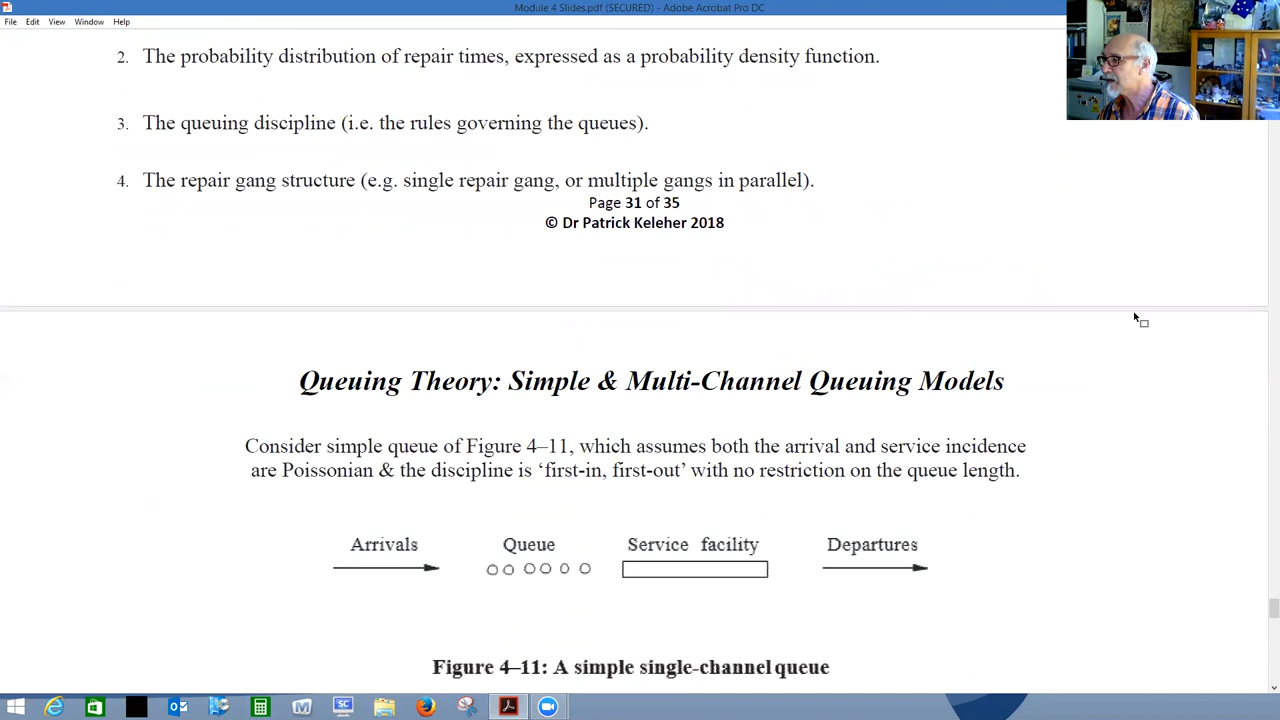 Module 4 Slides.pdf (SECURED) - Adobe Acrobat Pro DC
File Edit View Window Help
2. The probability distribution of repair times, expressed as a probability density function.
3. The queuing discipline (i.e. the rules governing the queues).
4. The repair gang structure (e.g. single repair gang, or multiple gangs in parallel).
Page 31 of 35
© Dr Patrick Keleher 2018
Queuing Theory: Simple & Multi-Channel Queuing Models
Consider simple queue of Figure 4–11, which assumes both the arrival and service incidence
are Poissonian & the discipline is ‘first-in, first-out’ with no restriction on the queue length.
Arrivals Queue Service facility Departures
Figure 4–11: A simple single-channel queue